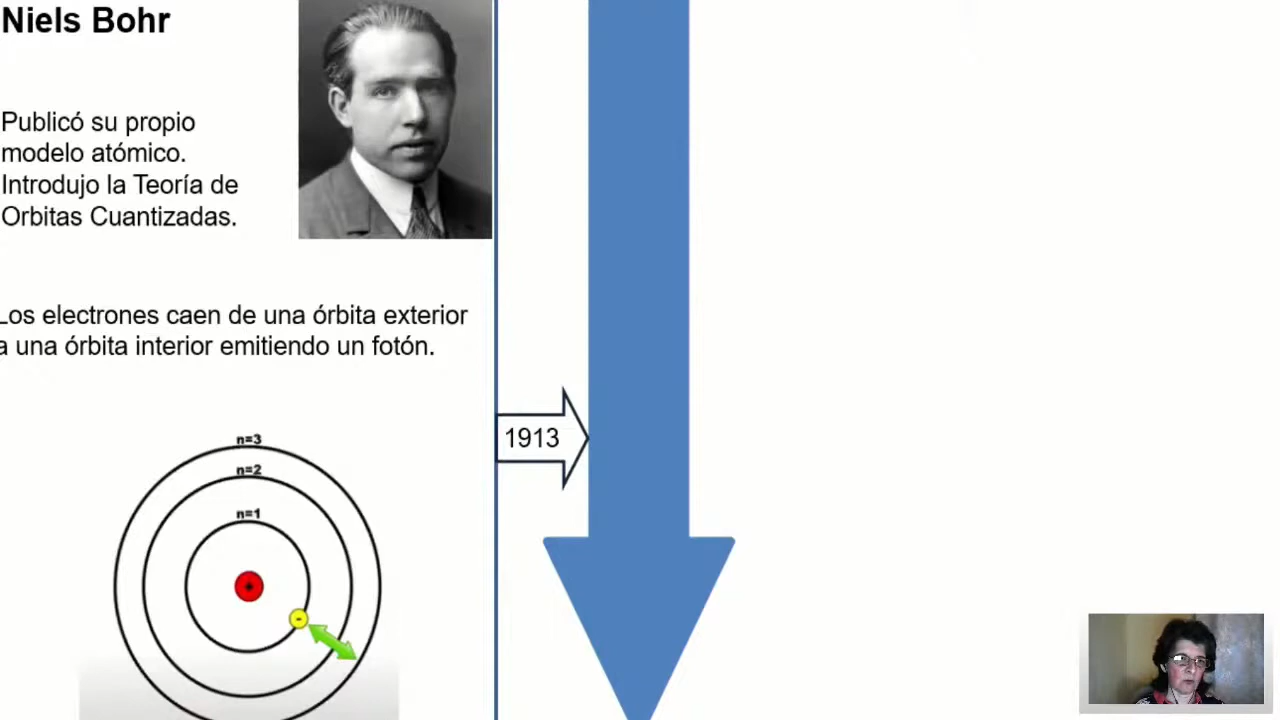 Niels Bohr
Publicó su propio
modelo atómico.
Introdujo la Teoría de
Orbitas Cuantizadas.
Los electrones caen de una órbita exterior
a una órbita interior emitiendo un fotón.
1913
n=3
n=2
n=1